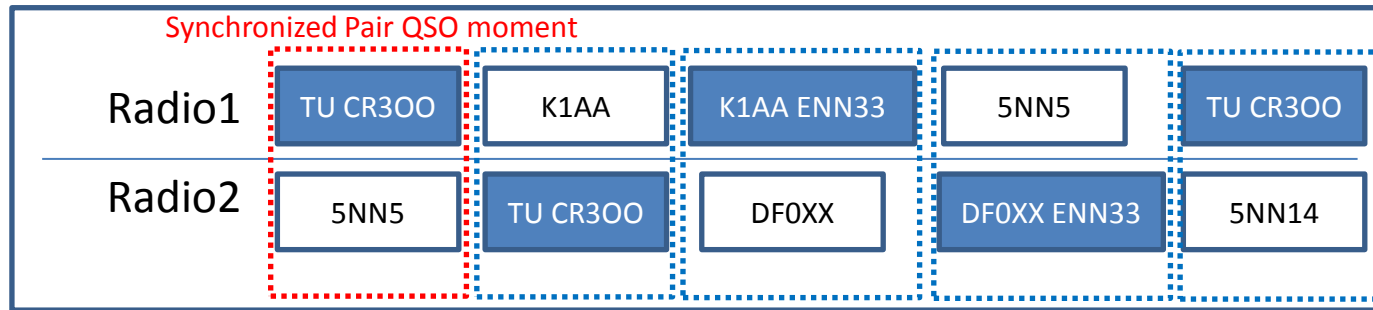 Synchronized Pair QSO moment
Radio1 TU CR3OO K1AA K1AA ENN33 5NN5 TU CR3OO
Radio2 5NN5 TU CR3OO DF0XX DF0XX ENN33 5NN14